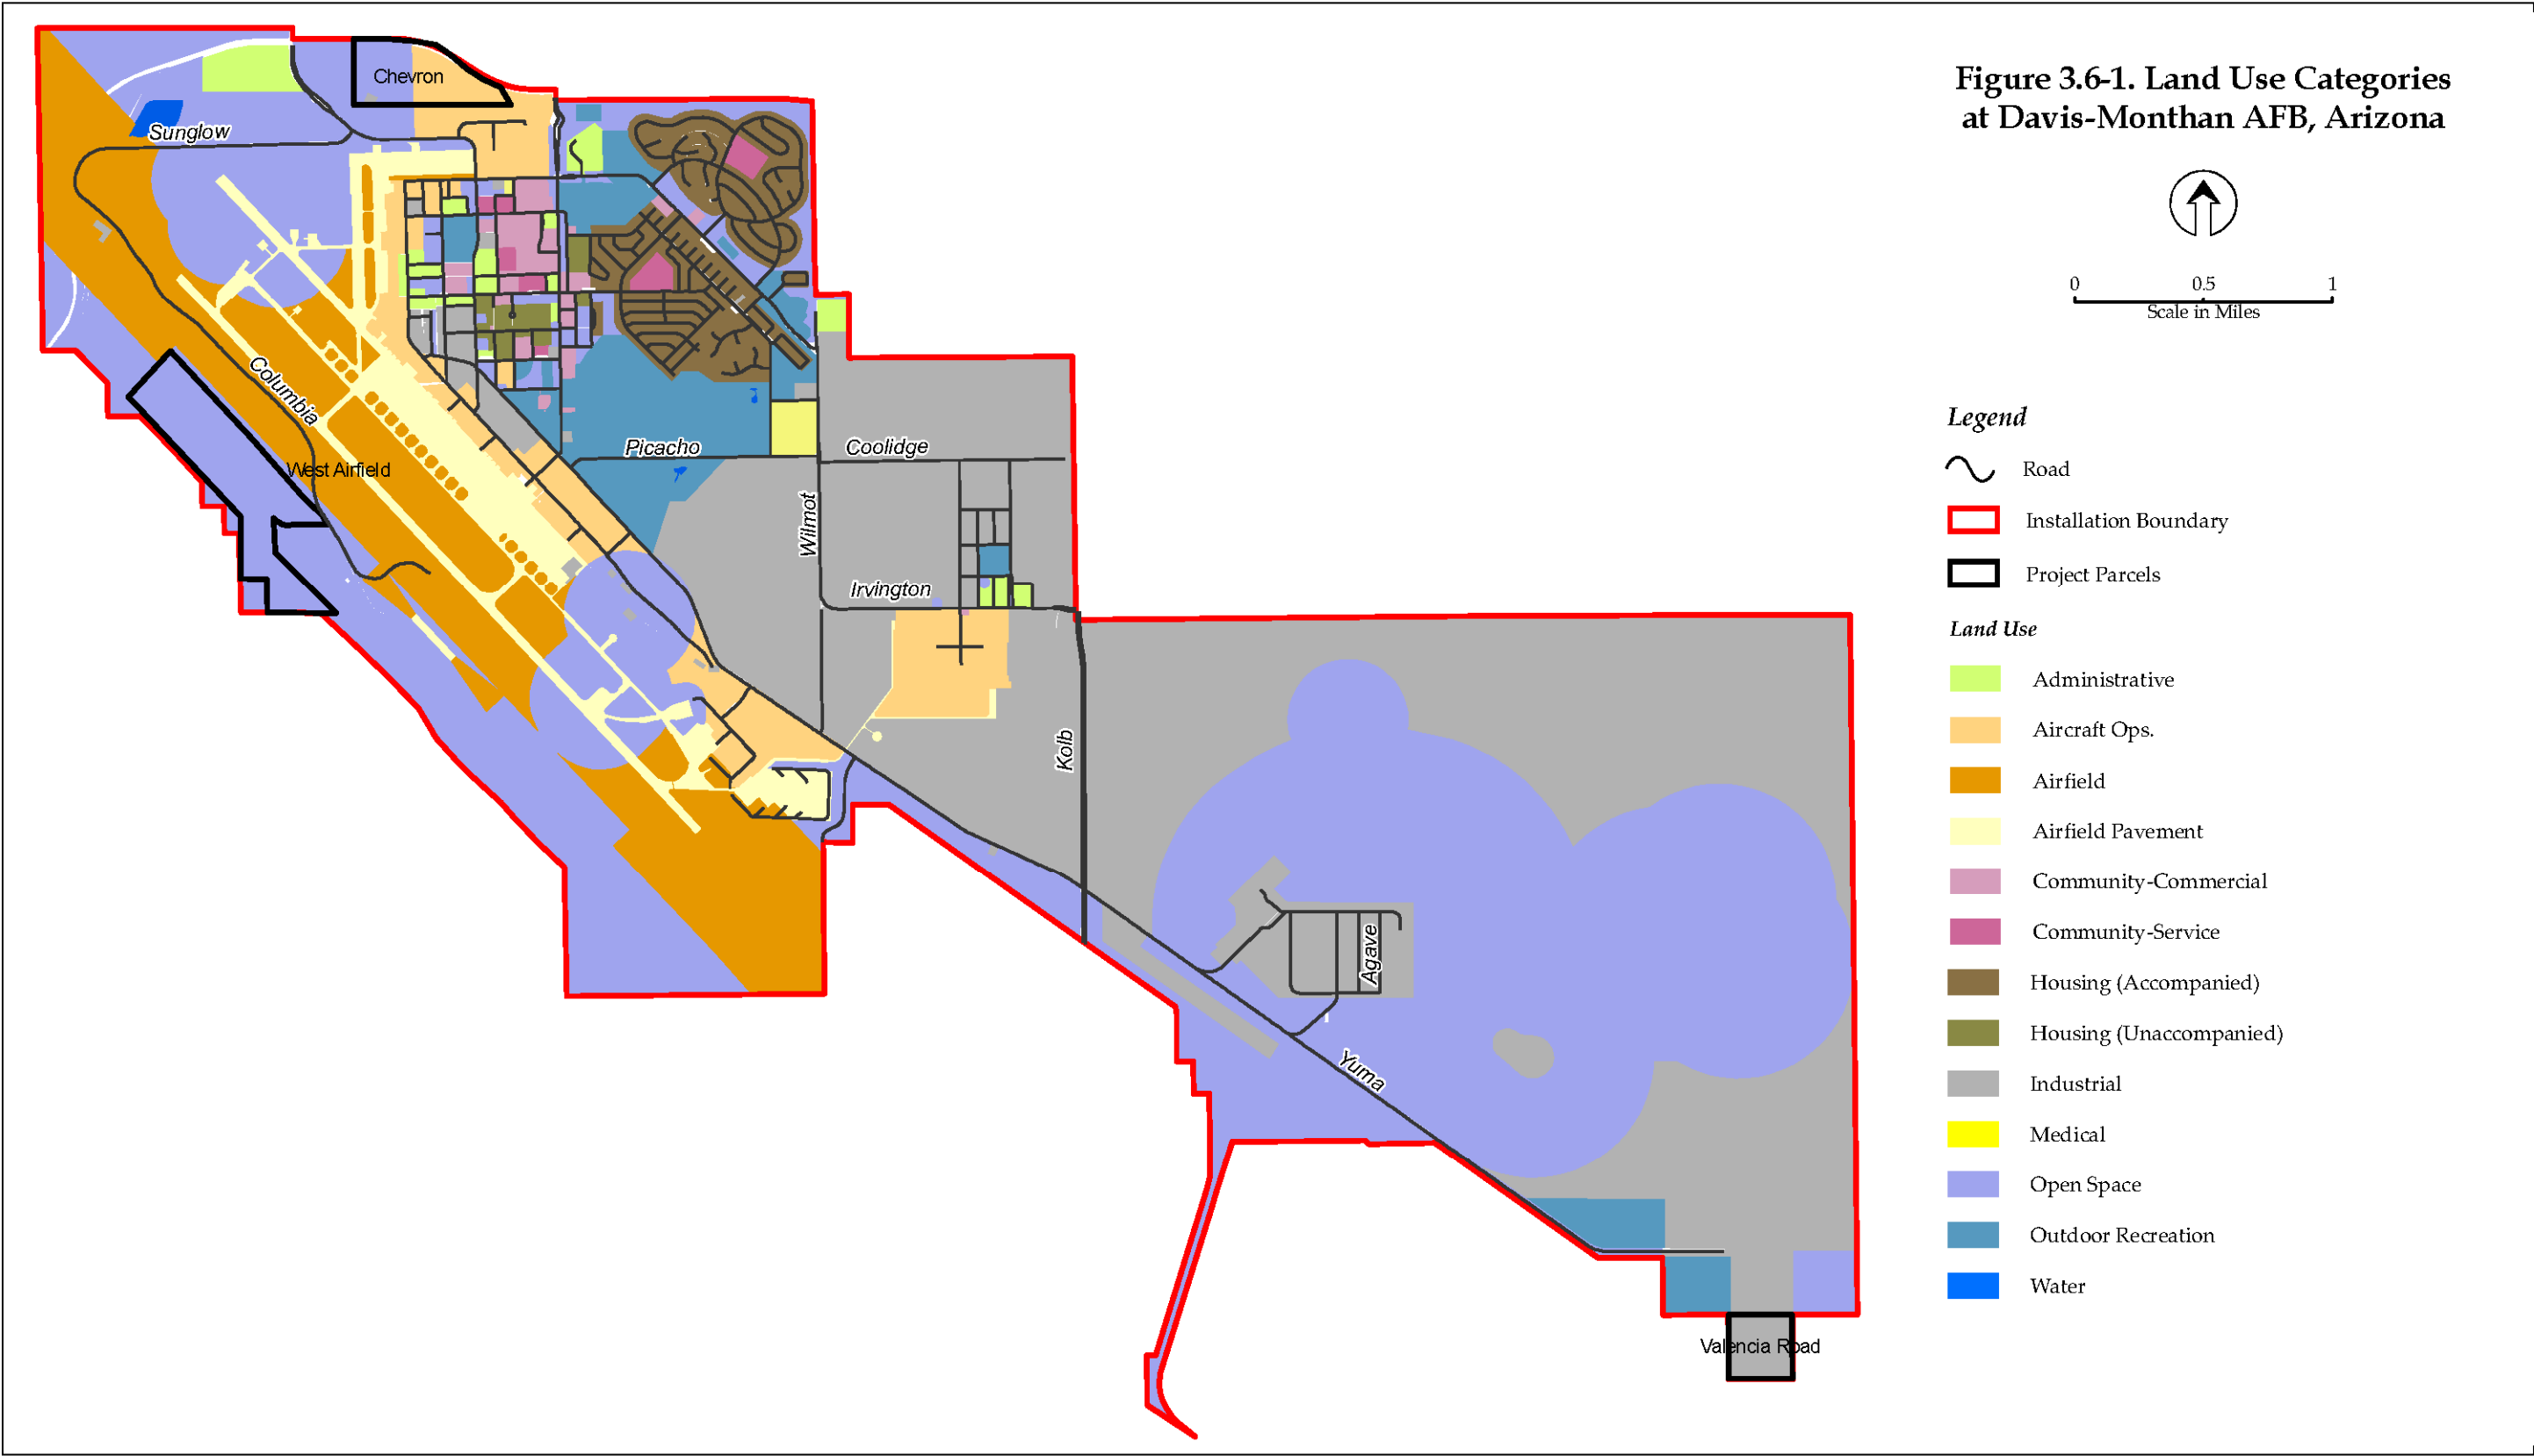 Figure 3.6-1. Land Use Categories
at Davis-Monthan AFB, Arizona
0 0.5 1
Scale in Miles
Legend
Road
Installation Boundary
Project Parcels
Land Use
Administrative
Aircraft Ops.
Airfield
Airfield Pavement
Community-Commercial
Community-Service
Housing (Accompanied)
Housing (Unaccompanied)
Industrial
Medical
Open Space
Outdoor Recreation
Water
Chevron
Sunglow
Columbia
West Airfield
Picacho
Coolidge
Wilmot
Irvington
Kolb
Agave
Yuma
Valencia Road